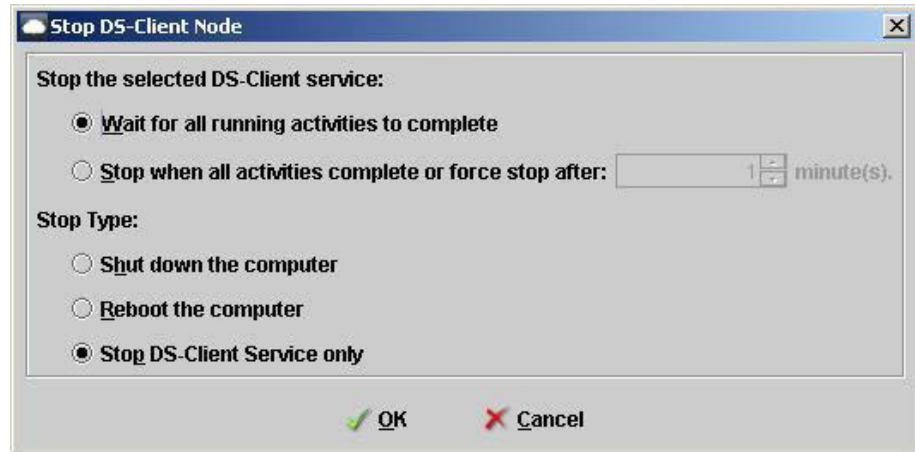 Stop DS-Client Node
Stop the selected DS-Client service:
Wait for all running activities to complete
Stop when all activities complete or force stop after: 1 minute(s).
Stop Type:
Shut down the computer
Reboot the computer
Stop DS-Client Service only
OK Cancel